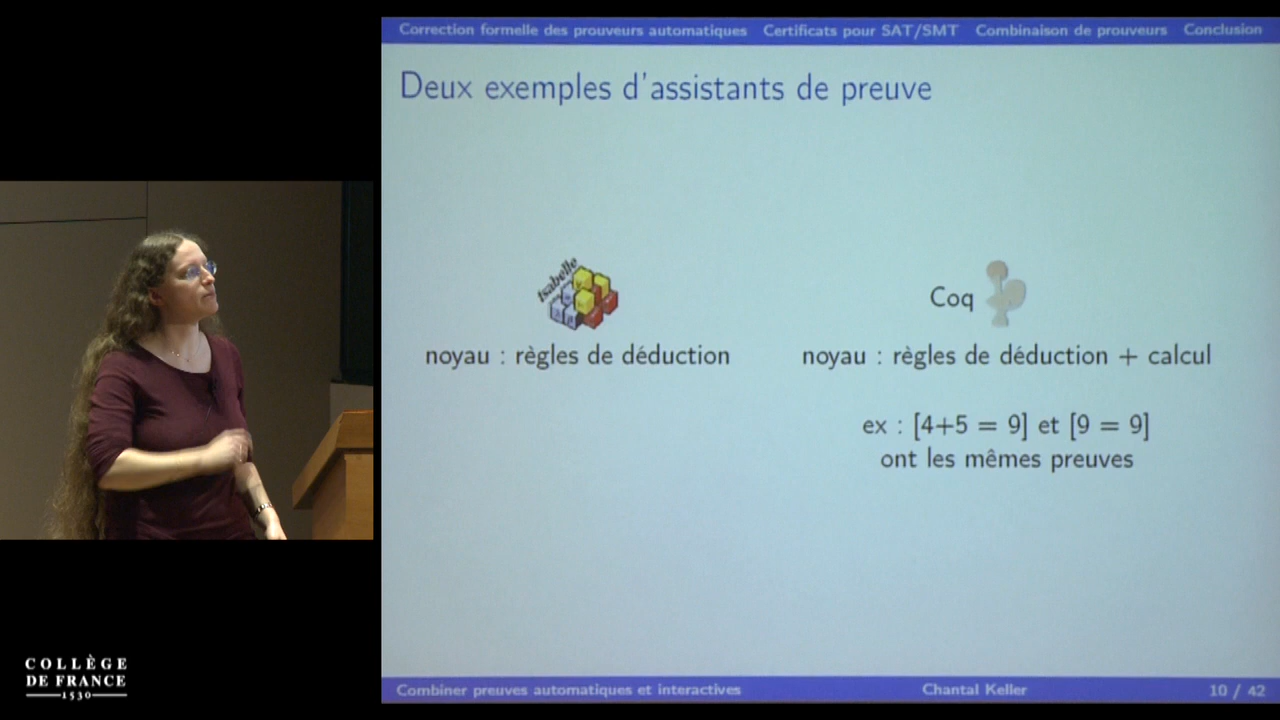 Correction formelle des prouveurs automatiques Certificats pour SAT/SMT Combinaison de prouveurs Conclusion
Deux exemples d'assistants de preuve
Isabelle
Coq
noyau : règles de déduction
noyau : règles de déduction + calcul
ex : [4+5 = 9] et [9 = 9]
ont les mêmes preuves
COLLÈGE
DE FRANCE
1530
Combiner preuves automatiques et interactives Chantal Keller 10 / 42